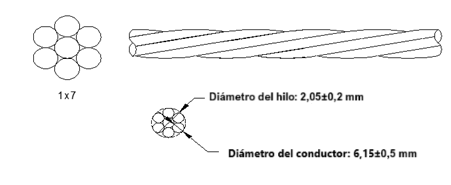 1x7
Diámetro del hilo: 2,05±0,2 mm
Diámetro del conductor: 6,15±0,5 mm